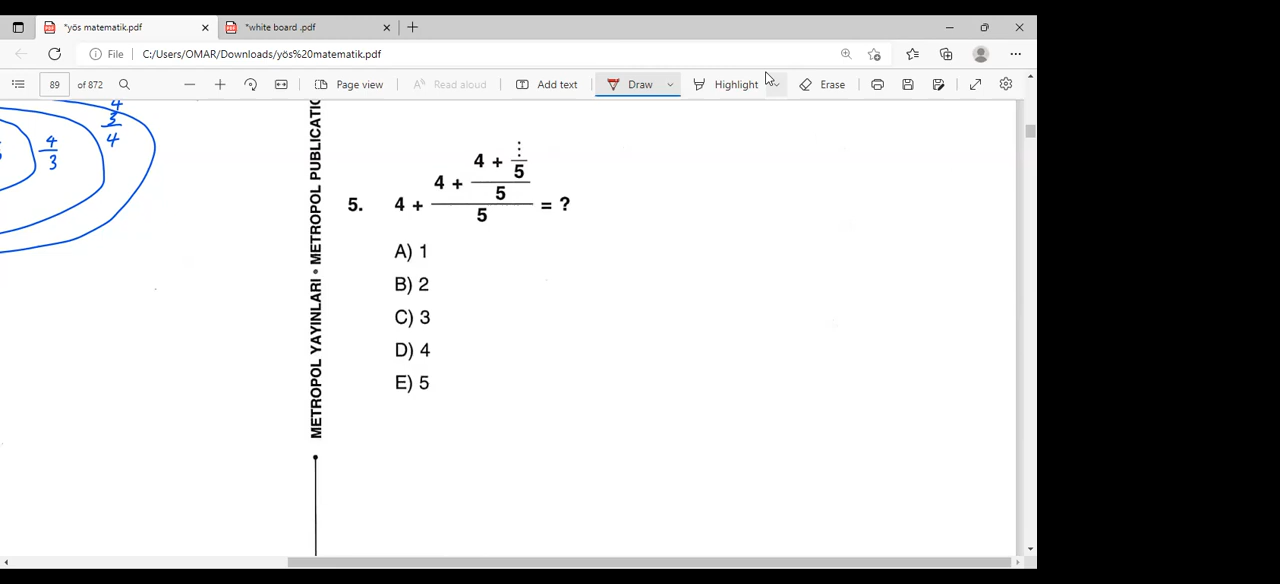 *yös matematik.pdf
*white board .pdf
File
C:/Users/OMAR/Downloads/yös%20matematik.pdf
89 of 872
Page view
Read aloud
Add text
Draw
Highlight
Erase
4
3
4
4
3
METROPOL YAYINLARI • METROPOL PUBLICATIO
5. 4 + (4 + (4 + ⋮/5)/5)/5 = ?
A) 1
B) 2
C) 3
D) 4
E) 5